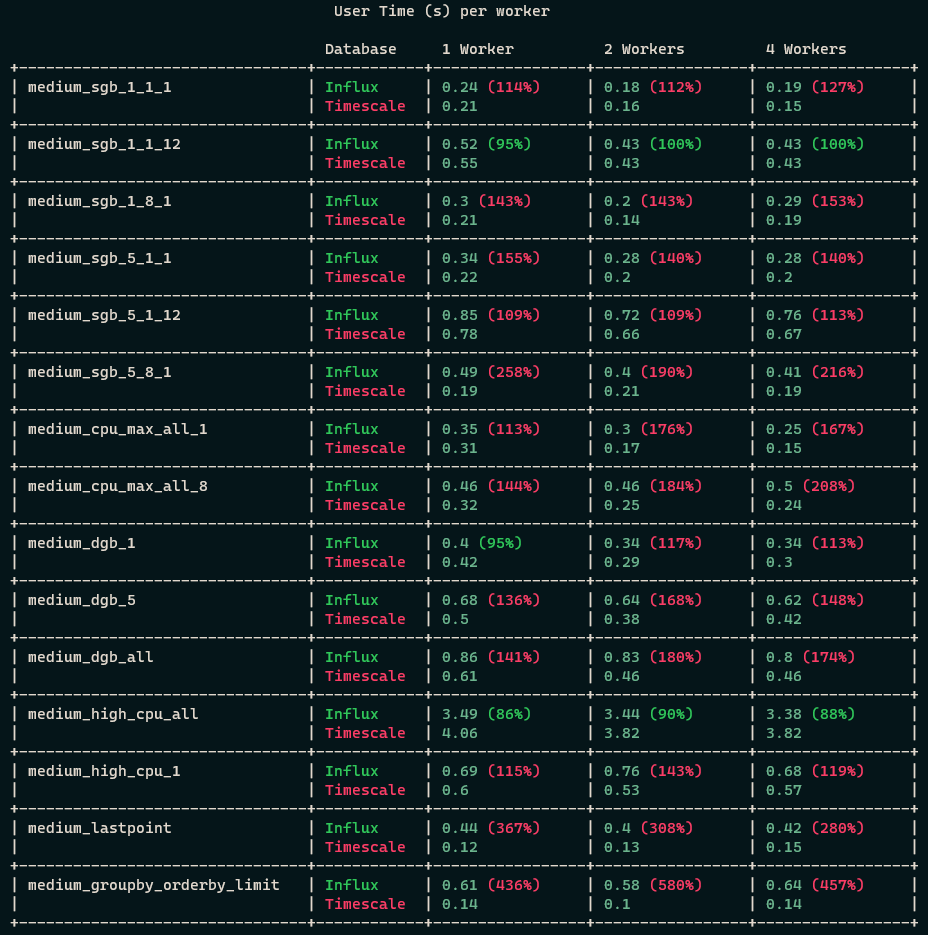 User Time (s) per worker
Database 1 Worker 2 Workers 4 Workers
medium_sgb_1_1_1 Influx 0.24 (114%) 0.18 (112%) 0.19 (127%)
Timescale 0.21 0.16 0.15
medium_sgb_1_1_12 Influx 0.52 (95%) 0.43 (100%) 0.43 (100%)
Timescale 0.55 0.43 0.43
medium_sgb_1_8_1 Influx 0.3 (143%) 0.2 (143%) 0.29 (153%)
Timescale 0.21 0.14 0.19
medium_sgb_5_1_1 Influx 0.34 (155%) 0.28 (140%) 0.28 (140%)
Timescale 0.22 0.2 0.2
medium_sgb_5_1_12 Influx 0.85 (109%) 0.72 (109%) 0.76 (113%)
Timescale 0.78 0.66 0.67
medium_sgb_5_8_1 Influx 0.49 (258%) 0.4 (190%) 0.41 (216%)
Timescale 0.19 0.21 0.19
medium_cpu_max_all_1 Influx 0.35 (113%) 0.3 (176%) 0.25 (167%)
Timescale 0.31 0.17 0.15
medium_cpu_max_all_8 Influx 0.46 (144%) 0.46 (184%) 0.5 (208%)
Timescale 0.32 0.25 0.24
medium_dgb_1 Influx 0.4 (95%) 0.34 (117%) 0.34 (113%)
Timescale 0.42 0.29 0.3
medium_dgb_5 Influx 0.68 (136%) 0.64 (168%) 0.62 (148%)
Timescale 0.5 0.38 0.42
medium_dgb_all Influx 0.86 (141%) 0.83 (180%) 0.8 (174%)
Timescale 0.61 0.46 0.46
medium_high_cpu_all Influx 3.49 (86%) 3.44 (90%) 3.38 (88%)
Timescale 4.06 3.82 3.82
medium_high_cpu_1 Influx 0.69 (115%) 0.76 (143%) 0.68 (119%)
Timescale 0.6 0.53 0.57
medium_lastpoint Influx 0.44 (367%) 0.4 (308%) 0.42 (280%)
Timescale 0.12 0.13 0.15
medium_groupby_orderby_limit Influx 0.61 (436%) 0.58 (580%) 0.64 (457%)
Timescale 0.14 0.1 0.14